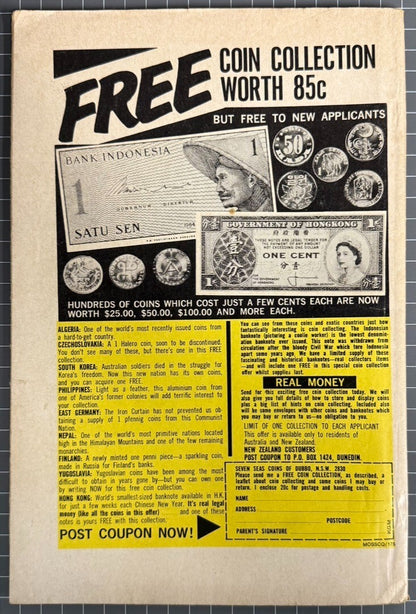 FREE
COIN COLLECTION
WORTH 85c
BUT FREE TO NEW APPLICANTS
BANK INDONESIA
1
1
GUBERNUR DIREKTUR
SATU SEN
1964
50
GOVERNMENT OF HONGKONG
1
ONE CENT
1
HUNDREDS OF COINS WHICH COST JUST A FEW CENTS EACH ARE NOW
WORTH $25.00, $50.00, $100.00 AND MORE EACH.
ALGERIA: One of the world's most recently issued coins from
a hard-to-get country.
CZECHOSLOVAKIA: A 1 Halero coin, soon to be discontinued.
You don't see many of these, but there's one in this FREE
collection.
SOUTH KOREA: Australian soldiers died in the struggle for
Korea's freedom. Now this new nation has its own coins,
and you can acquire one FREE.
PHILIPPINES: Light as a feather, this aluminium coin from
one of America's former colonies will add terrific interest to
your collection.
EAST GERMANY: The Iron Curtain has not prevented us ob-
taining a supply of 1 pfennig coins from this Communist
Nation.
NEPAL: One of the world's most primitive nations located
high in the Himalayan Mountains and one of the few remaining
monarchies.
FINLAND: A newly minted one penni piece—a sparkling coin,
made in Russia for Finland's banks.
YUGOSLAVIA: Yugoslavian coins have been among the most
difficult to obtain in years gone by—but you can own one
by writing NOW for this free coin collection.
HONG KONG: World's smallest-sized banknote available in H.K.
for just a few weeks each Chinese New Year. It's real legal
money (like all the coins in this offer) and one of these
notes is yours FREE with this collection.
POST COUPON NOW!
You can see from these coins and exotic countries just how
fantastically interesting is coin collecting. The Indonesian
banknote (picturing a coolie worker) is the lowest denomin-
ation banknote ever issued. This note was withdrawn from
circulation after the bloody Civil War which tore Indonesia
apart some years ago. We have a limited supply of these
fascinating and historical banknotes—real collectors items
—and will include one FREE in this special coin collection
offer whilst supplies last.
REAL MONEY
Send for this exciting free coin collection today. We will
also give you full details of how to store and display coins
plus a big list of hints on coin collecting. Included also
will be some envelopes with other coins and banknotes which
you may buy or return to us—no obligation to you.
LIMIT OF ONE COLLECTION TO EACH APPLICANT
This offer is available only to residents of
Australia and New Zealand.
NEW ZEALAND CUSTOMERS
POST COUPON TO P.O. BOX 1424, DUNEDIN.
SEVEN SEAS COINS OF DUBBO, N.S.W. 2830
Please send me a FREE COIN COLLECTION, as described, a
leaflet about coin collecting and some coins I may buy or
return. I enclose 20c for postage and handling costs.
NAME
ADDRESS
POSTCODE
PARENT'S SIGNATURE